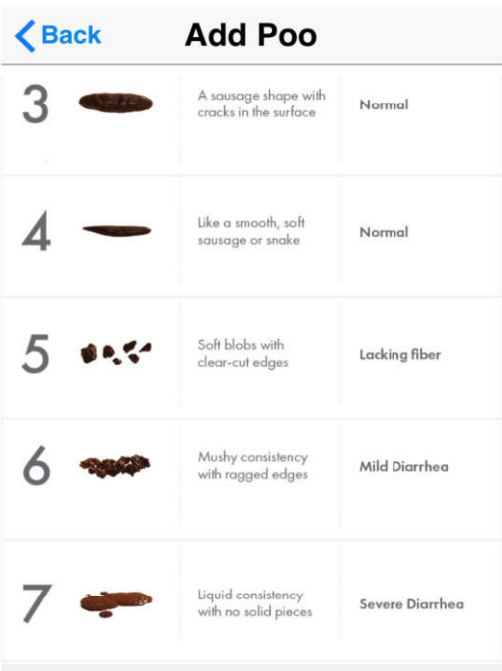 Back
Add Poo
3
A sausage shape with
cracks in the surface
Normal
4
Like a smooth, soft
sausage or snake
Normal
5
Soft blobs with
clear-cut edges
Lacking fiber
6
Mushy consistency
with ragged edges
Mild Diarrhea
7
Liquid consistency
with no solid pieces
Severe Diarrhea